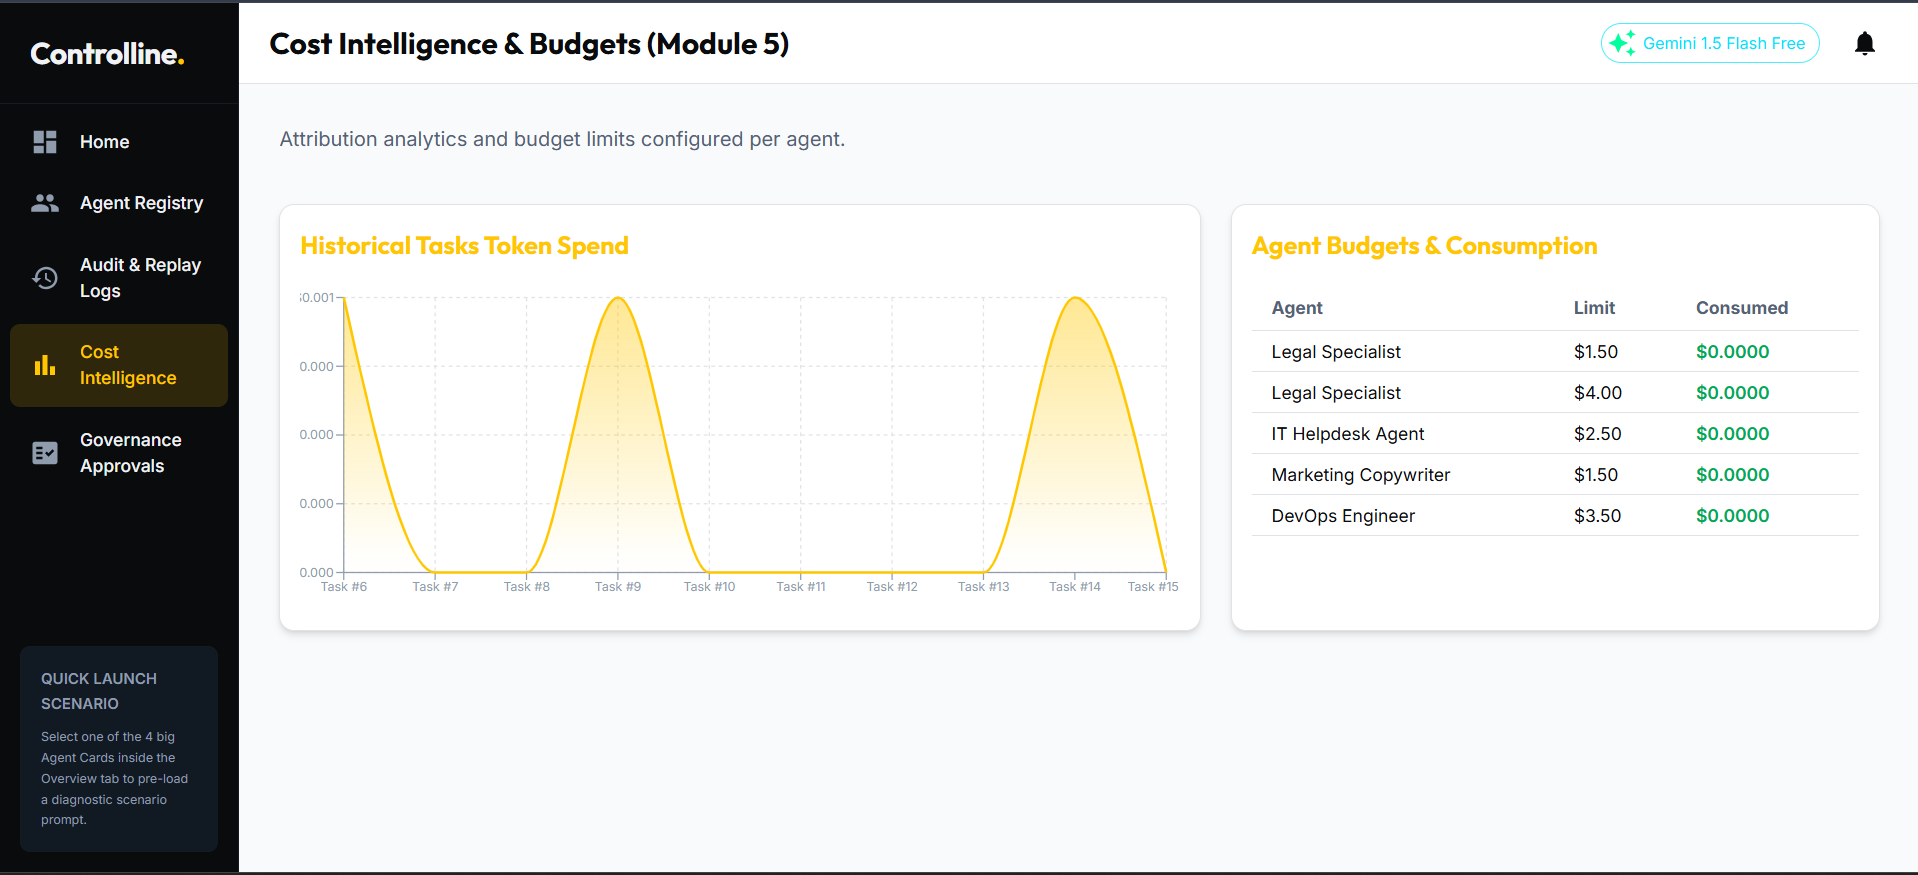 Controlline.
Home
Agent Registry
Audit & Replay
Logs
Cost
Intelligence
Governance
Approvals
QUICK LAUNCH
SCENARIO
Select one of the 4 big
Agent Cards inside the
Overview tab to pre-load
a diagnostic scenario
prompt.
Cost Intelligence & Budgets (Module 5)
Gemini 1.5 Flash Free
Attribution analytics and budget limits configured per agent.
Historical Tasks Token Spend
0.001
0.000
0.000
0.000
0.000
Task #6 Task #7 Task #8 Task #9 Task #10 Task #11 Task #12 Task #13 Task #14 Task #15
Agent Budgets & Consumption
Agent Limit Consumed
Legal Specialist $1.50 $0.0000
Legal Specialist $4.00 $0.0000
IT Helpdesk Agent $2.50 $0.0000
Marketing Copywriter $1.50 $0.0000
DevOps Engineer $3.50 $0.0000